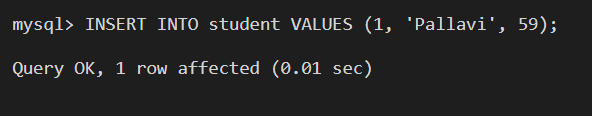 mysql> INSERT INTO student VALUES (1, 'Pallavi', 59);
Query OK, 1 row affected (0.01 sec)